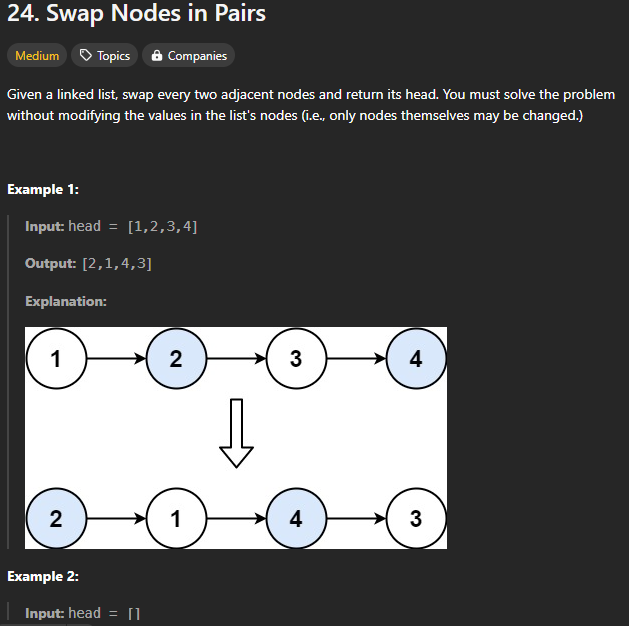 24. Swap Nodes in Pairs
Medium Topics Companies
Given a linked list, swap every two adjacent nodes and return its head. You must solve the problem
without modifying the values in the list's nodes (i.e., only nodes themselves may be changed.)
Example 1:
Input: head = [1,2,3,4]
Output: [2,1,4,3]
Explanation:
1 2 3 4
2 1 4 3
Example 2:
Input: head = []